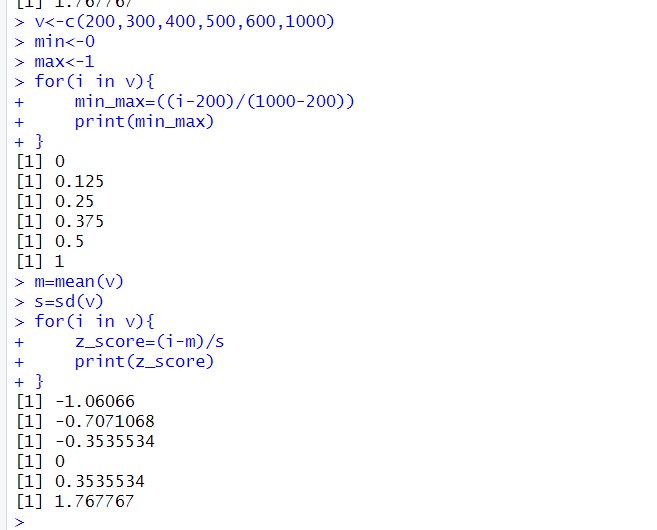 [1] 1.767767
> v<-c(200,300,400,500,600,1000)
> min<-0
> max<-1
> for(i in v){
+     min_max=((i-200)/(1000-200))
+     print(min_max)
+ }
[1] 0
[1] 0.125
[1] 0.25
[1] 0.375
[1] 0.5
[1] 1
> m=mean(v)
> s=sd(v)
> for(i in v){
+     z_score=(i-m)/s
+     print(z_score)
+ }
[1] -1.06066
[1] -0.7071068
[1] -0.3535534
[1] 0
[1] 0.3535534
[1] 1.767767
>